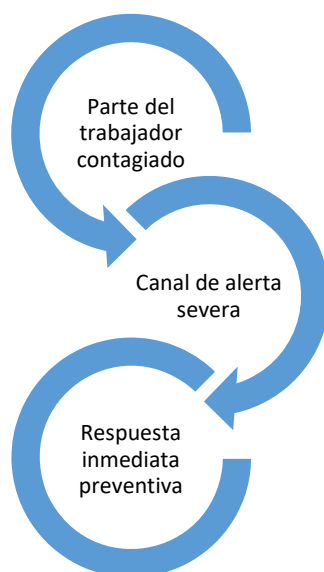 Parte del
trabajador
contagiado
Canal de alerta
severa
Respuesta
inmediata
preventiva